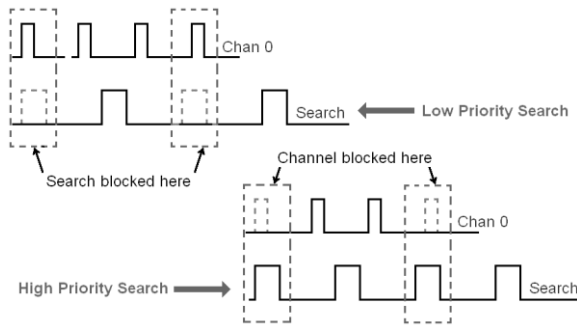 Chan 0
Search
Low Priority Search
Search blocked here
Channel blocked here
Chan 0
High Priority Search
Search